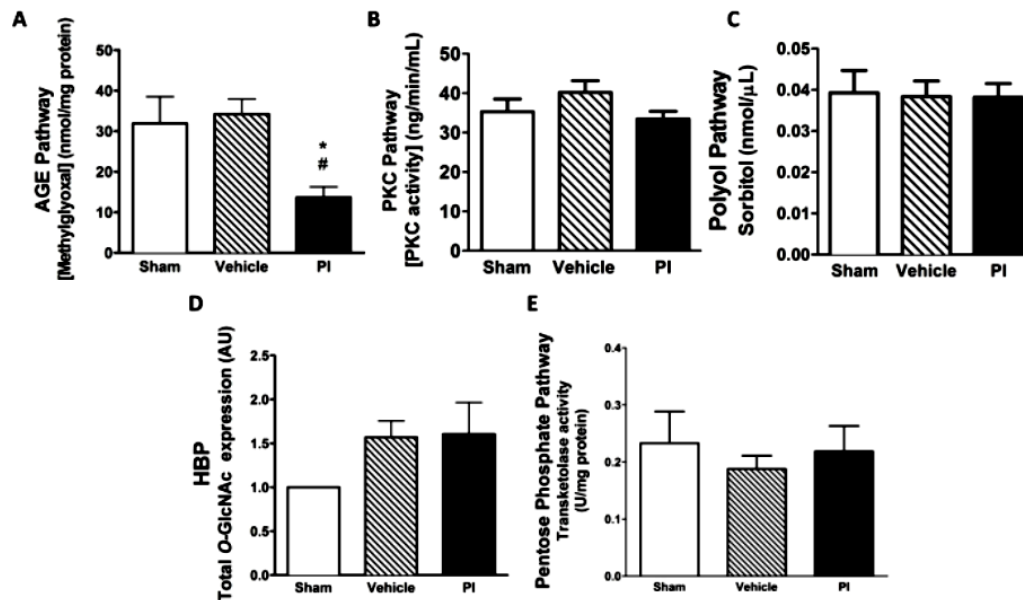 A
AGE Pathway
[Methylglyoxal] (nmol/mg protein)
50
40
30
20
10
0
*
#
Sham Vehicle PI
B
PKC Pathway
[PKC activity] (ng/min/mL)
50
40
30
20
10
0
Sham Vehicle PI
C
Polyol Pathway
Sorbitol (nmol/µL)
0.05
0.04
0.03
0.02
0.01
0.00
Sham Vehicle PI
D
HBP
Total O-GlcNAc expression (AU)
2.5
2.0
1.5
1.0
0.5
0.0
Sham Vehicle PI
E
Pentose Phosphate Pathway
Transketolase activity
(U/mg protein)
0.4
0.3
0.2
0.1
0.0
Sham Vehicle PI